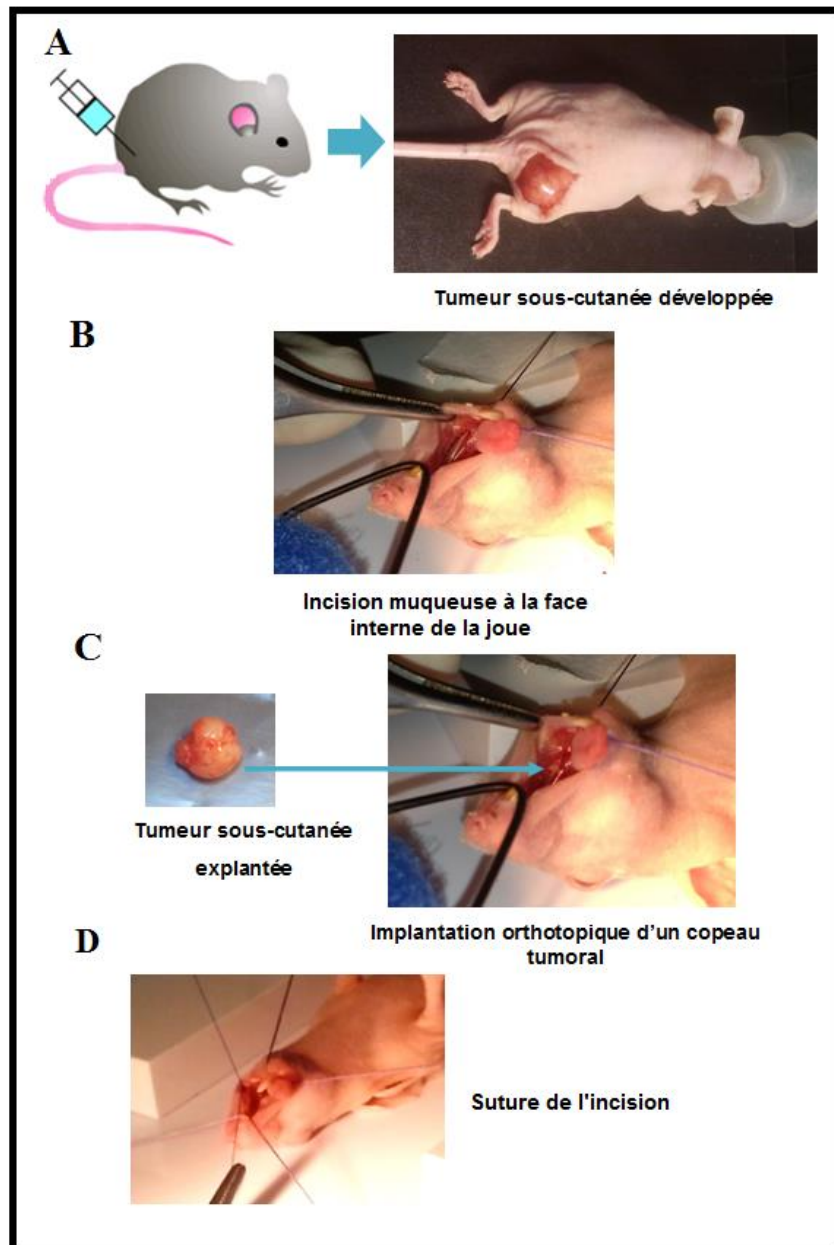 A
Tumeur sous-cutanée développée
B
Incision muqueuse à la face
interne de la joue
C
Tumeur sous-cutanée
explantée
Implantation orthotopique d’un copeau
tumoral
D
Suture de l'incision